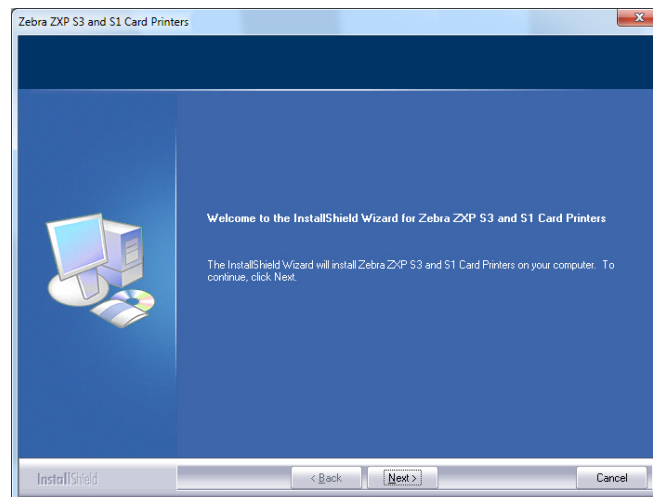 Zebra ZXP S3 and S1 Card Printers
Welcome to the InstallShield Wizard for Zebra ZXP S3 and S1 Card Printers
The InstallShield Wizard will install Zebra ZXP S3 and S1 Card Printers on your computer. To
continue, click Next.
InstallShield
< Back
Next >
Cancel